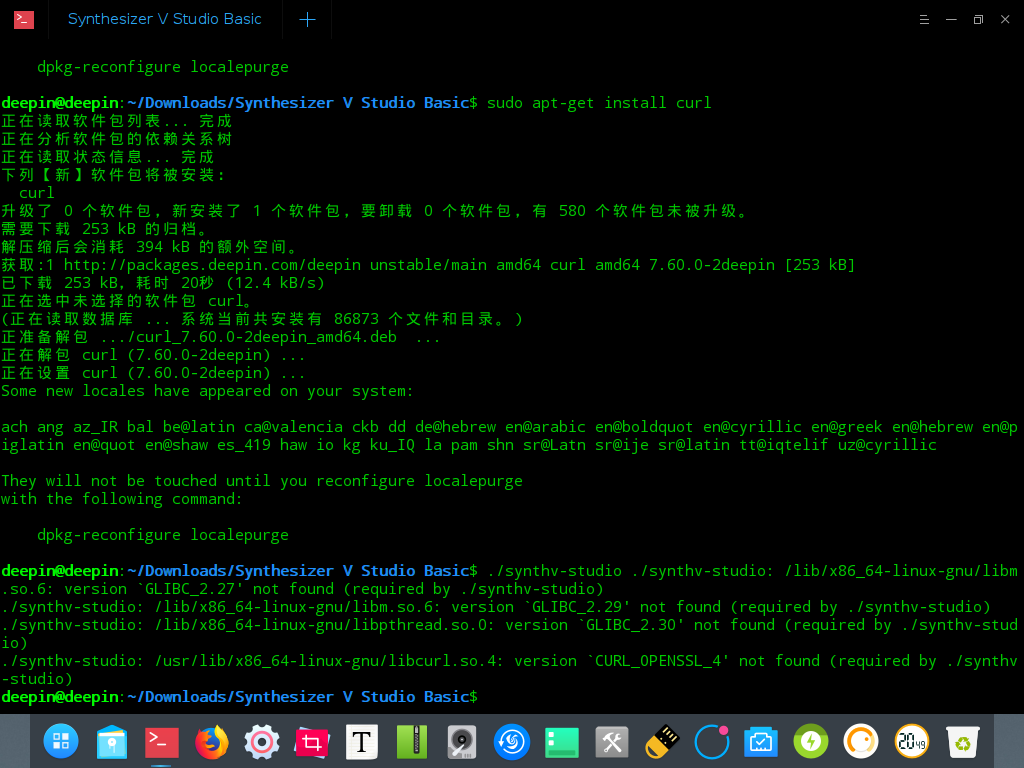 Synthesizer V Studio Basic
dpkg-reconfigure localepurge
deepin@deepin:~/Downloads/Synthesizer V Studio Basic$ sudo apt-get install curl
正在读取软件包列表... 完成
正在分析软件包的依赖关系树
正在读取状态信息... 完成
下列【新】软件包将被安装:
curl
升级了 0 个软件包，新安装了 1 个软件包，要卸载 0 个软件包，有 580 个软件包未被升级。
需要下载 253 kB 的归档。
解压缩后会消耗 394 kB 的额外空间。
获取:1 http://packages.deepin.com/deepin unstable/main amd64 curl amd64 7.60.0-2deepin [253 kB]
已下载 253 kB，耗时 20秒 (12.4 kB/s)
正在选中未选择的软件包 curl。
(正在读取数据库 ... 系统当前共安装有 86873 个文件和目录。)
正准备解包 .../curl_7.60.0-2deepin_amd64.deb  ...
正在解包 curl (7.60.0-2deepin) ...
正在设置 curl (7.60.0-2deepin) ...
Some new locales have appeared on your system:
ach ang az_IR bal be@latin ca@valencia ckb dd de@hebrew en@arabic en@boldquot en@cyrillic en@greek en@hebrew en@p
iglatin en@quot en@shaw es_419 haw io kg ku_IQ la pam shn sr@Latn sr@ije sr@latin tt@iqtelif uz@cyrillic
They will not be touched until you reconfigure localepurge
with the following command:
dpkg-reconfigure localepurge
deepin@deepin:~/Downloads/Synthesizer V Studio Basic$ ./synthv-studio ./synthv-studio: /lib/x86_64-linux-gnu/libm
.so.6: version `GLIBC_2.27' not found (required by ./synthv-studio)
./synthv-studio: /lib/x86_64-linux-gnu/libm.so.6: version `GLIBC_2.29' not found (required by ./synthv-studio)
./synthv-studio: /lib/x86_64-linux-gnu/libpthread.so.0: version `GLIBC_2.30' not found (required by ./synthv-stud
io)
./synthv-studio: /usr/lib/x86_64-linux-gnu/libcurl.so.4: version `CURL_OPENSSL_4' not found (required by ./synthv
-studio)
deepin@deepin:~/Downloads/Synthesizer V Studio Basic$
T
20 49